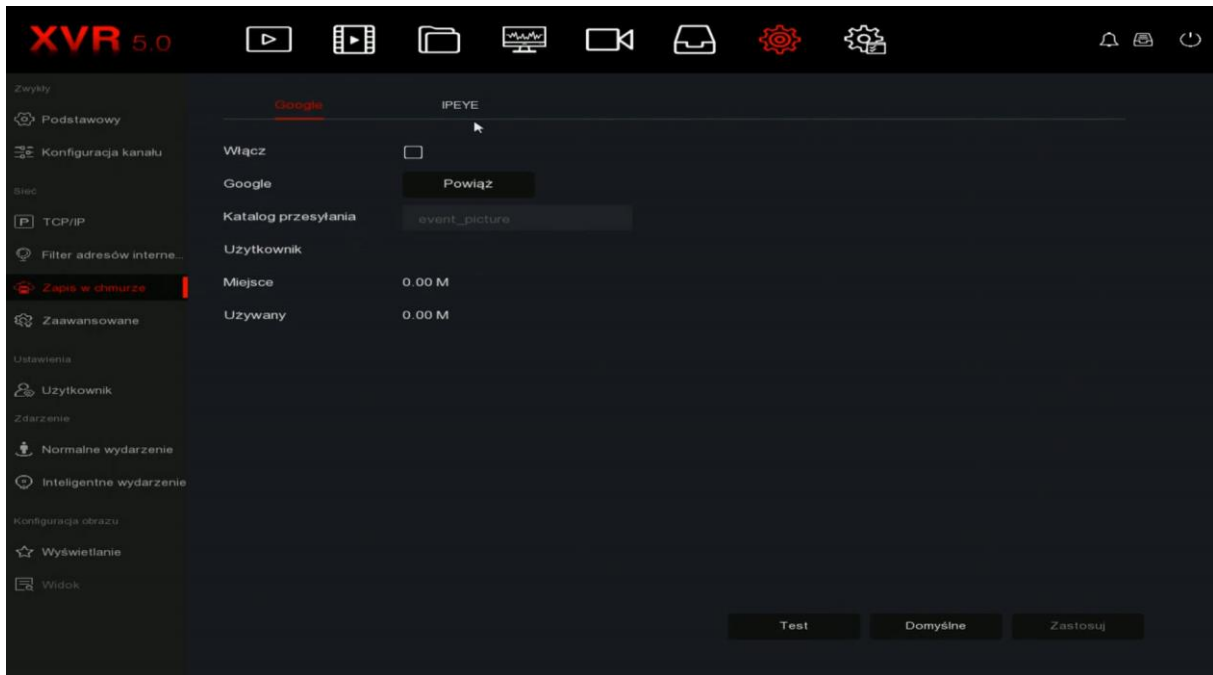 XVR 5.0
Zwykły
Podstawowy
Konfiguracja kanału
Sieć
P TCP/IP
Filter adresów interne...
Zapis w chmurze
Zaawansowane
Ustawienia
Użytkownik
Zdarzenie
Normalne wydarzenie
Inteligentne wydarzenie
Konfiguracja obrazu
Wyświetlanie
Widok
Google IPEYE
Włącz
Google Powiąż
Katalog przesyłania event_picture
Użytkownik
Miejsce 0.00 M
Używany 0.00 M
Test Domyślne Zastosuj